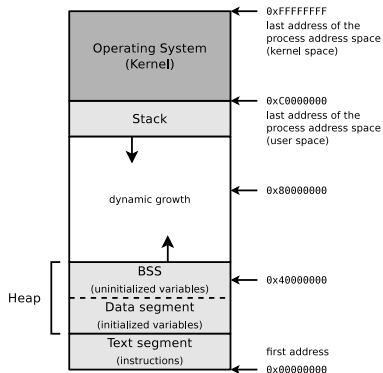 0xFFFFFFFF
last address of the
process address space
(kernel space)
Operating System
(Kernel)
0xC0000000
last address of the
process address space
(user space)
Stack
dynamic growth
0x80000000
BSS
(uninitialized variables)
0x40000000
Heap
Data segment
(initialized variables)
Text segment
(instructions)
first address
0x00000000